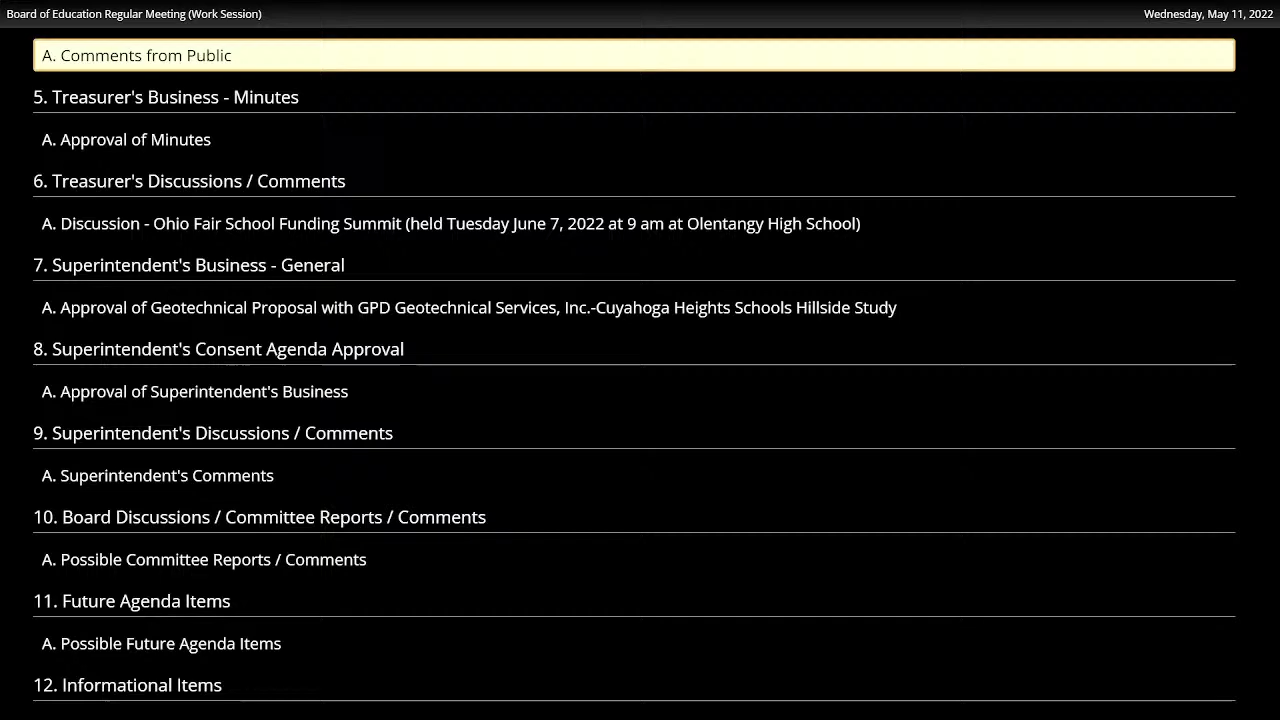 Board of Education Regular Meeting (Work Session)
Wednesday, May 11, 2022
A. Comments from Public
5. Treasurer's Business - Minutes
A. Approval of Minutes
6. Treasurer's Discussions / Comments
A. Discussion - Ohio Fair School Funding Summit (held Tuesday June 7, 2022 at 9 am at Olentangy High School)
7. Superintendent's Business - General
A. Approval of Geotechnical Proposal with GPD Geotechnical Services, Inc.-Cuyahoga Heights Schools Hillside Study
8. Superintendent's Consent Agenda Approval
A. Approval of Superintendent's Business
9. Superintendent's Discussions / Comments
A. Superintendent's Comments
10. Board Discussions / Committee Reports / Comments
A. Possible Committee Reports / Comments
11. Future Agenda Items
A. Possible Future Agenda Items
12. Informational Items